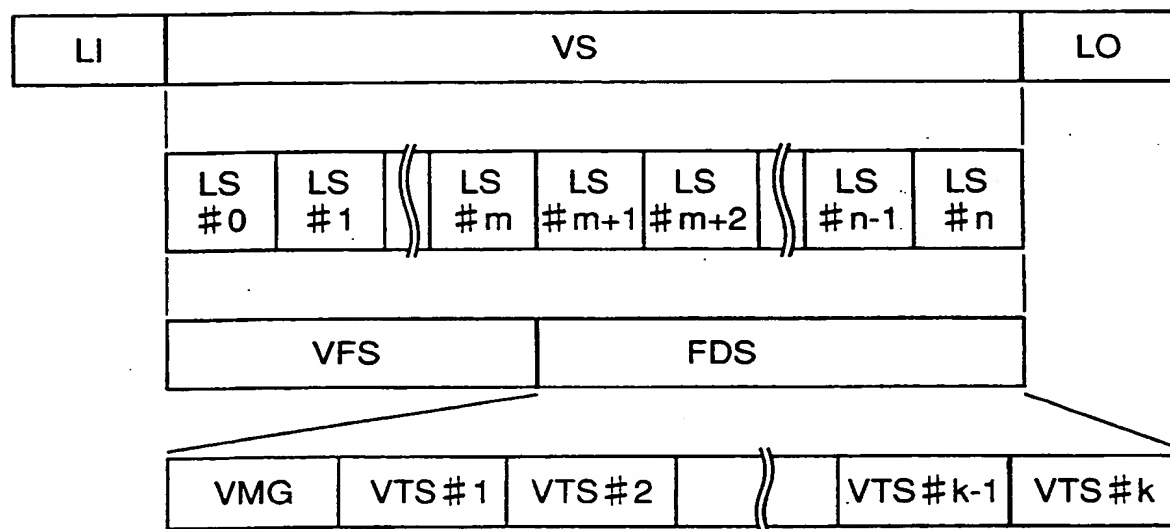 LI VS LO
LS #0 LS #1 LS #m LS #m+1 LS #m+2 LS #n-1 LS #n
VFS FDS
VMG VTS#1 VTS#2 VTS#k-1 VTS#k